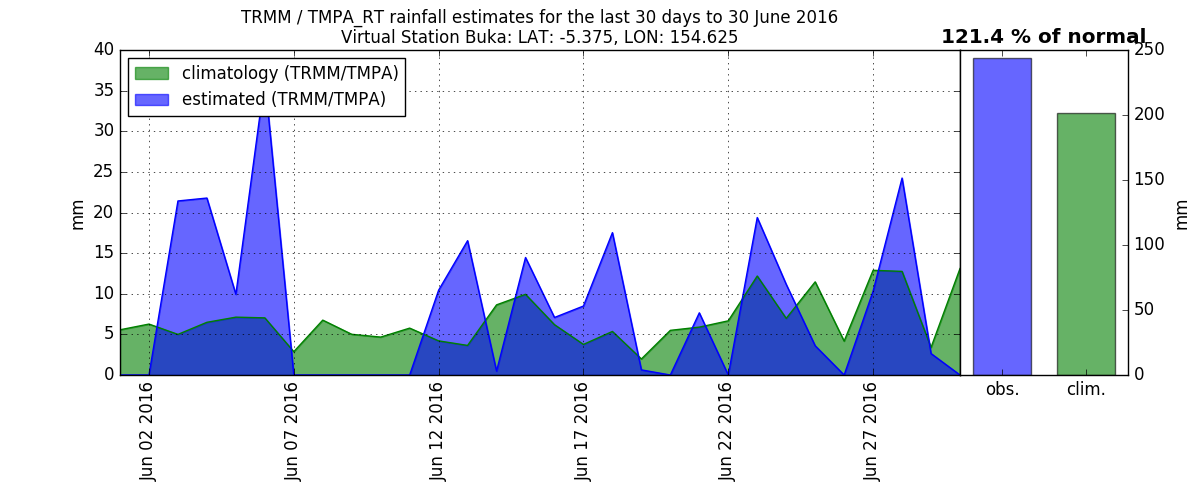 TRMM / TMPA_RT rainfall estimates for the last 30 days to 30 June 2016
Virtual Station Buka: LAT: -5.375, LON: 154.625
121.4 % of normal
climatology (TRMM/TMPA)
estimated (TRMM/TMPA)
mm
40
35
30
25
20
15
10
5
0
Jun 02 2016
Jun 07 2016
Jun 12 2016
Jun 17 2016
Jun 22 2016
Jun 27 2016
250
200
150
100
50
0
mm
obs.
clim.